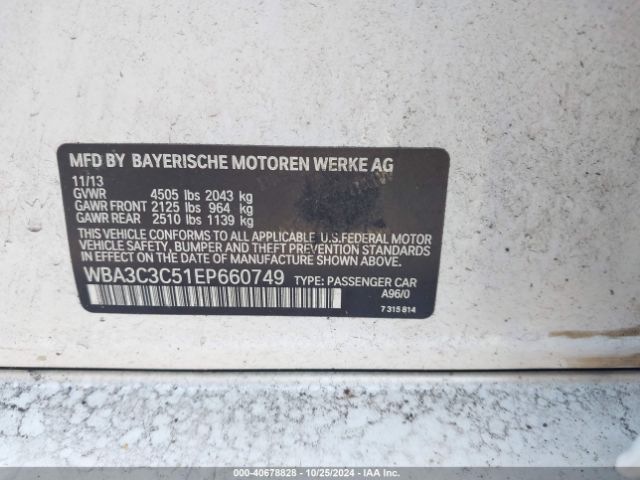 MFD BY BAYERISCHE MOTOREN WERKE AG
11/13
GVWR 4505 lbs 2043 kg
GAWR FRONT 2125 lbs 964 kg
GAWR REAR 2510 lbs 1139 kg
THIS VEHICLE CONFORMS TO ALL APPLICABLE U.S. FEDERAL MOTOR
VEHICLE SAFETY, BUMPER AND THEFT PREVENTION STANDARDS
IN EFFECT ON THE DATE OF MANUFACTURE SHOWN ABOVE.
WBA3C3C51EP660749 TYPE: PASSENGER CAR
A96/0
7 315 814
000-40678828 - 10/25/2024 - IAA Inc.